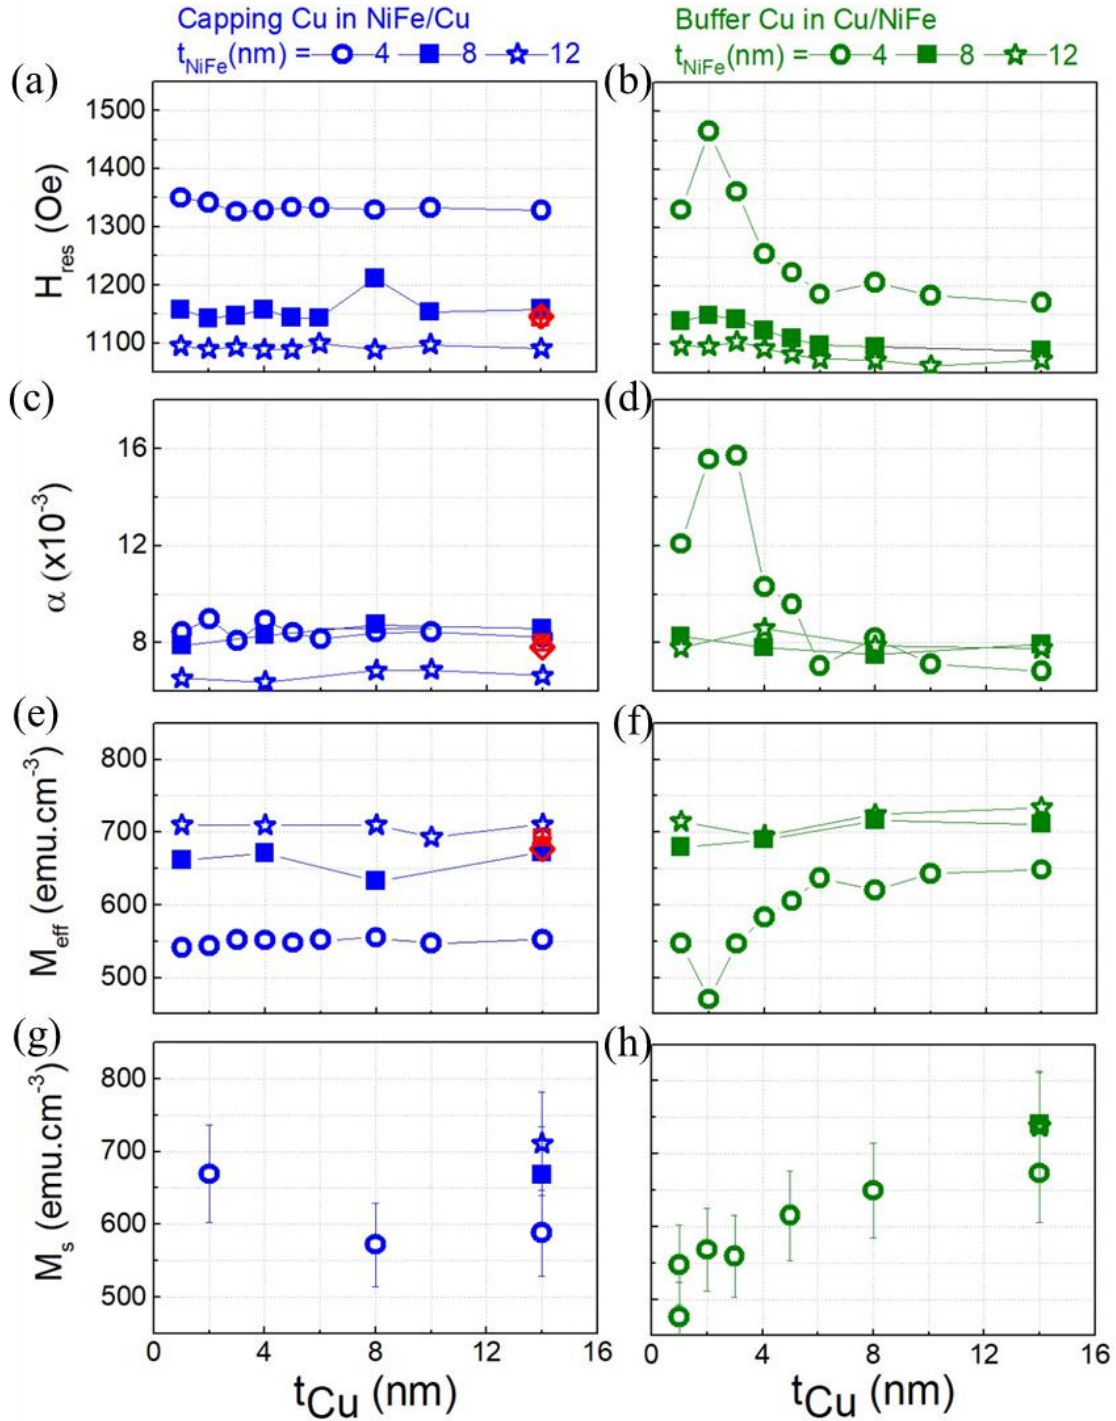 Capping Cu in NiFe/Cu
t_NiFe(nm) = 4 8 12
Buffer Cu in Cu/NiFe
t_NiFe(nm) = 4 8 12
(a)
(b)
1500
1400
1300
1200
1100
H_res (Oe)
(c)
(d)
16
12
8
α (x10^-3)
(e)
(f)
800
700
600
500
M_eff (emu.cm^-3)
(g)
(h)
800
700
600
500
M_s (emu.cm^-3)
0 4 8 12 16
0 4 8 12 16
t_Cu (nm)
t_Cu (nm)